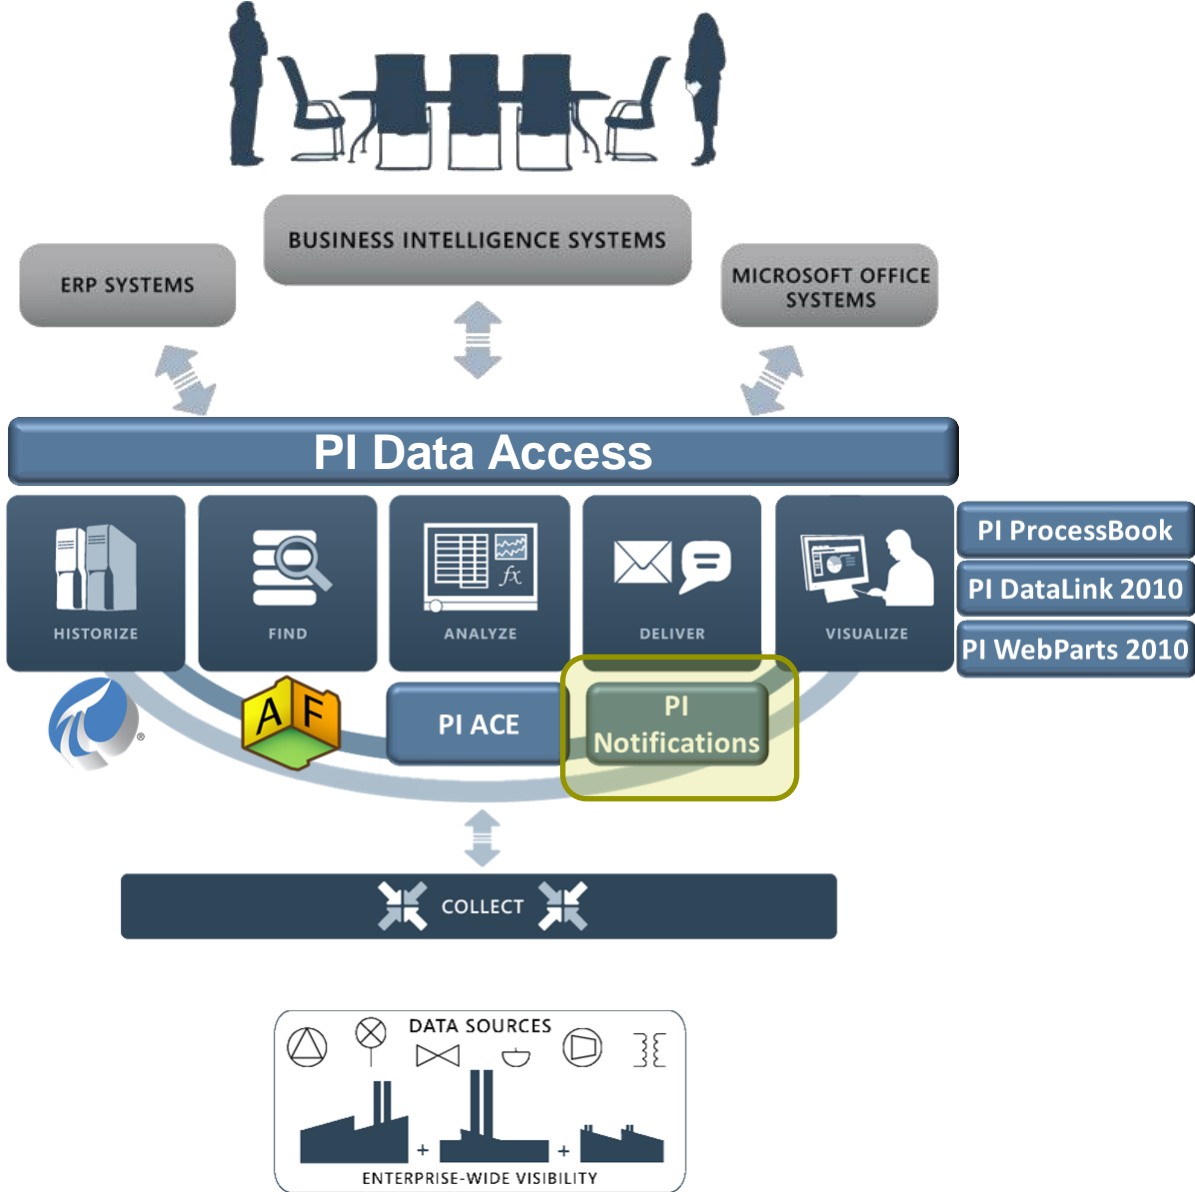 BUSINESS INTELLIGENCE SYSTEMS
ERP SYSTEMS
MICROSOFT OFFICE
SYSTEMS
PI Data Access
HISTORIZE
FIND
ANALYZE
fx
DELIVER
VISUALIZE
PI ProcessBook
PI DataLink 2010
PI WebParts 2010
®
A F
PI ACE
PI
Notifications
COLLECT
DATA SOURCES
+ +
ENTERPRISE-WIDE VISIBILITY